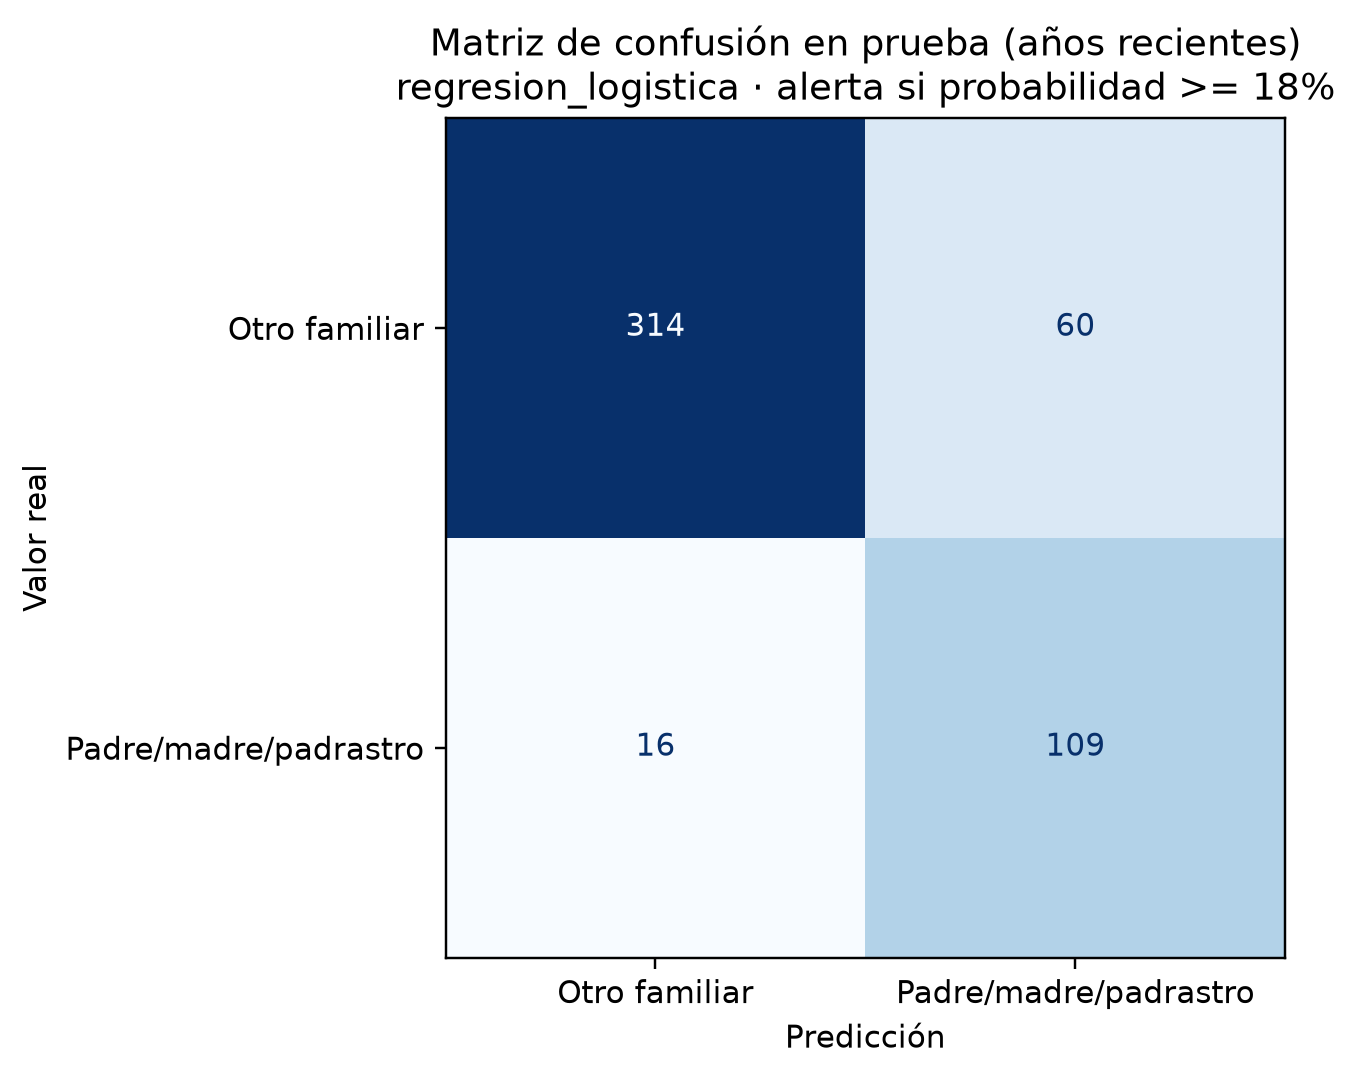 Matriz de confusión en prueba (años recientes)
regresion_logistica · alerta si probabilidad >= 18%
Valor real
Otro familiar
314
60
Padre/madre/padrastro
16
109
Otro familiar
Padre/madre/padrastro
Predicción